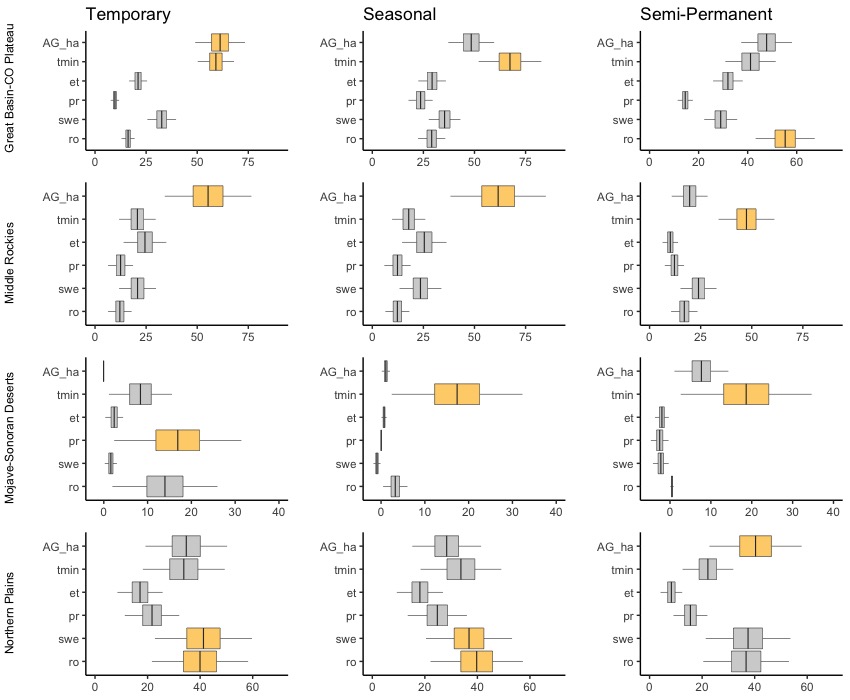 Temporary Seasonal Semi-Permanent
Great Basin-CO Plateau
AG_ha AG_ha AG_ha
tmin tmin tmin
et et et
pr pr pr
swe swe swe
ro ro ro
0 25 50 75 0 25 50 75 0 20 40 60
Middle Rockies
AG_ha AG_ha AG_ha
tmin tmin tmin
et et et
pr pr pr
swe swe swe
ro ro ro
0 25 50 75 0 25 50 75 0 25 50 75
Mojave-Sonoran Deserts
AG_ha AG_ha AG_ha
tmin tmin tmin
et et et
pr pr pr
swe swe swe
ro ro ro
0 10 20 30 40 0 10 20 30 40 0 10 20 30 40
Northern Plains
AG_ha AG_ha AG_ha
tmin tmin tmin
et et et
pr pr pr
swe swe swe
ro ro ro
0 20 40 60 0 20 40 60 0 20 40 60